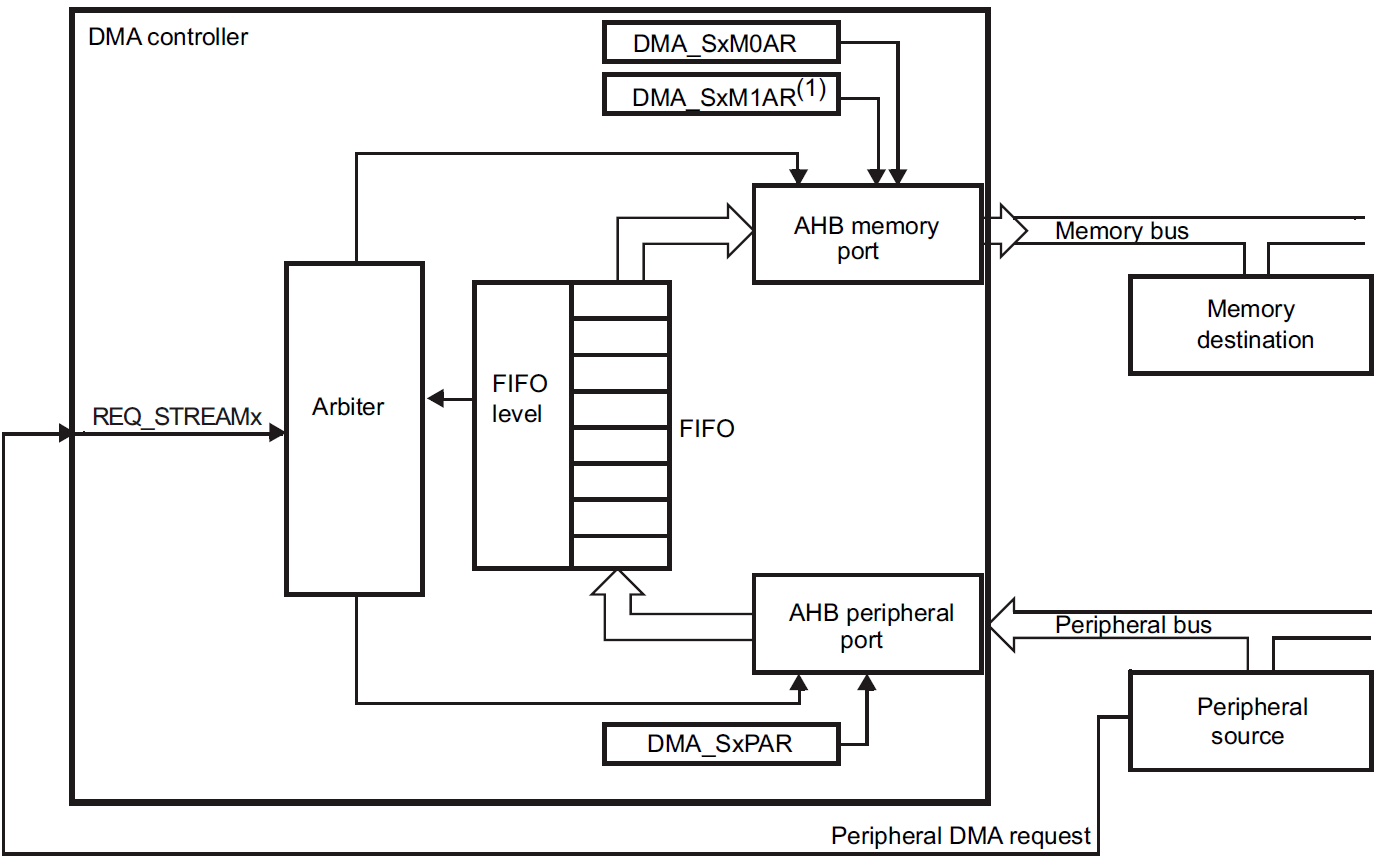 DMA controller
DMA_SxM0AR
DMA_SxM1AR(1)
AHB memory
port
Memory bus
Memory
destination
FIFO
level
Arbiter
REQ_STREAMx
FIFO
AHB peripheral
port
Peripheral bus
Peripheral
source
DMA_SxPAR
Peripheral DMA request